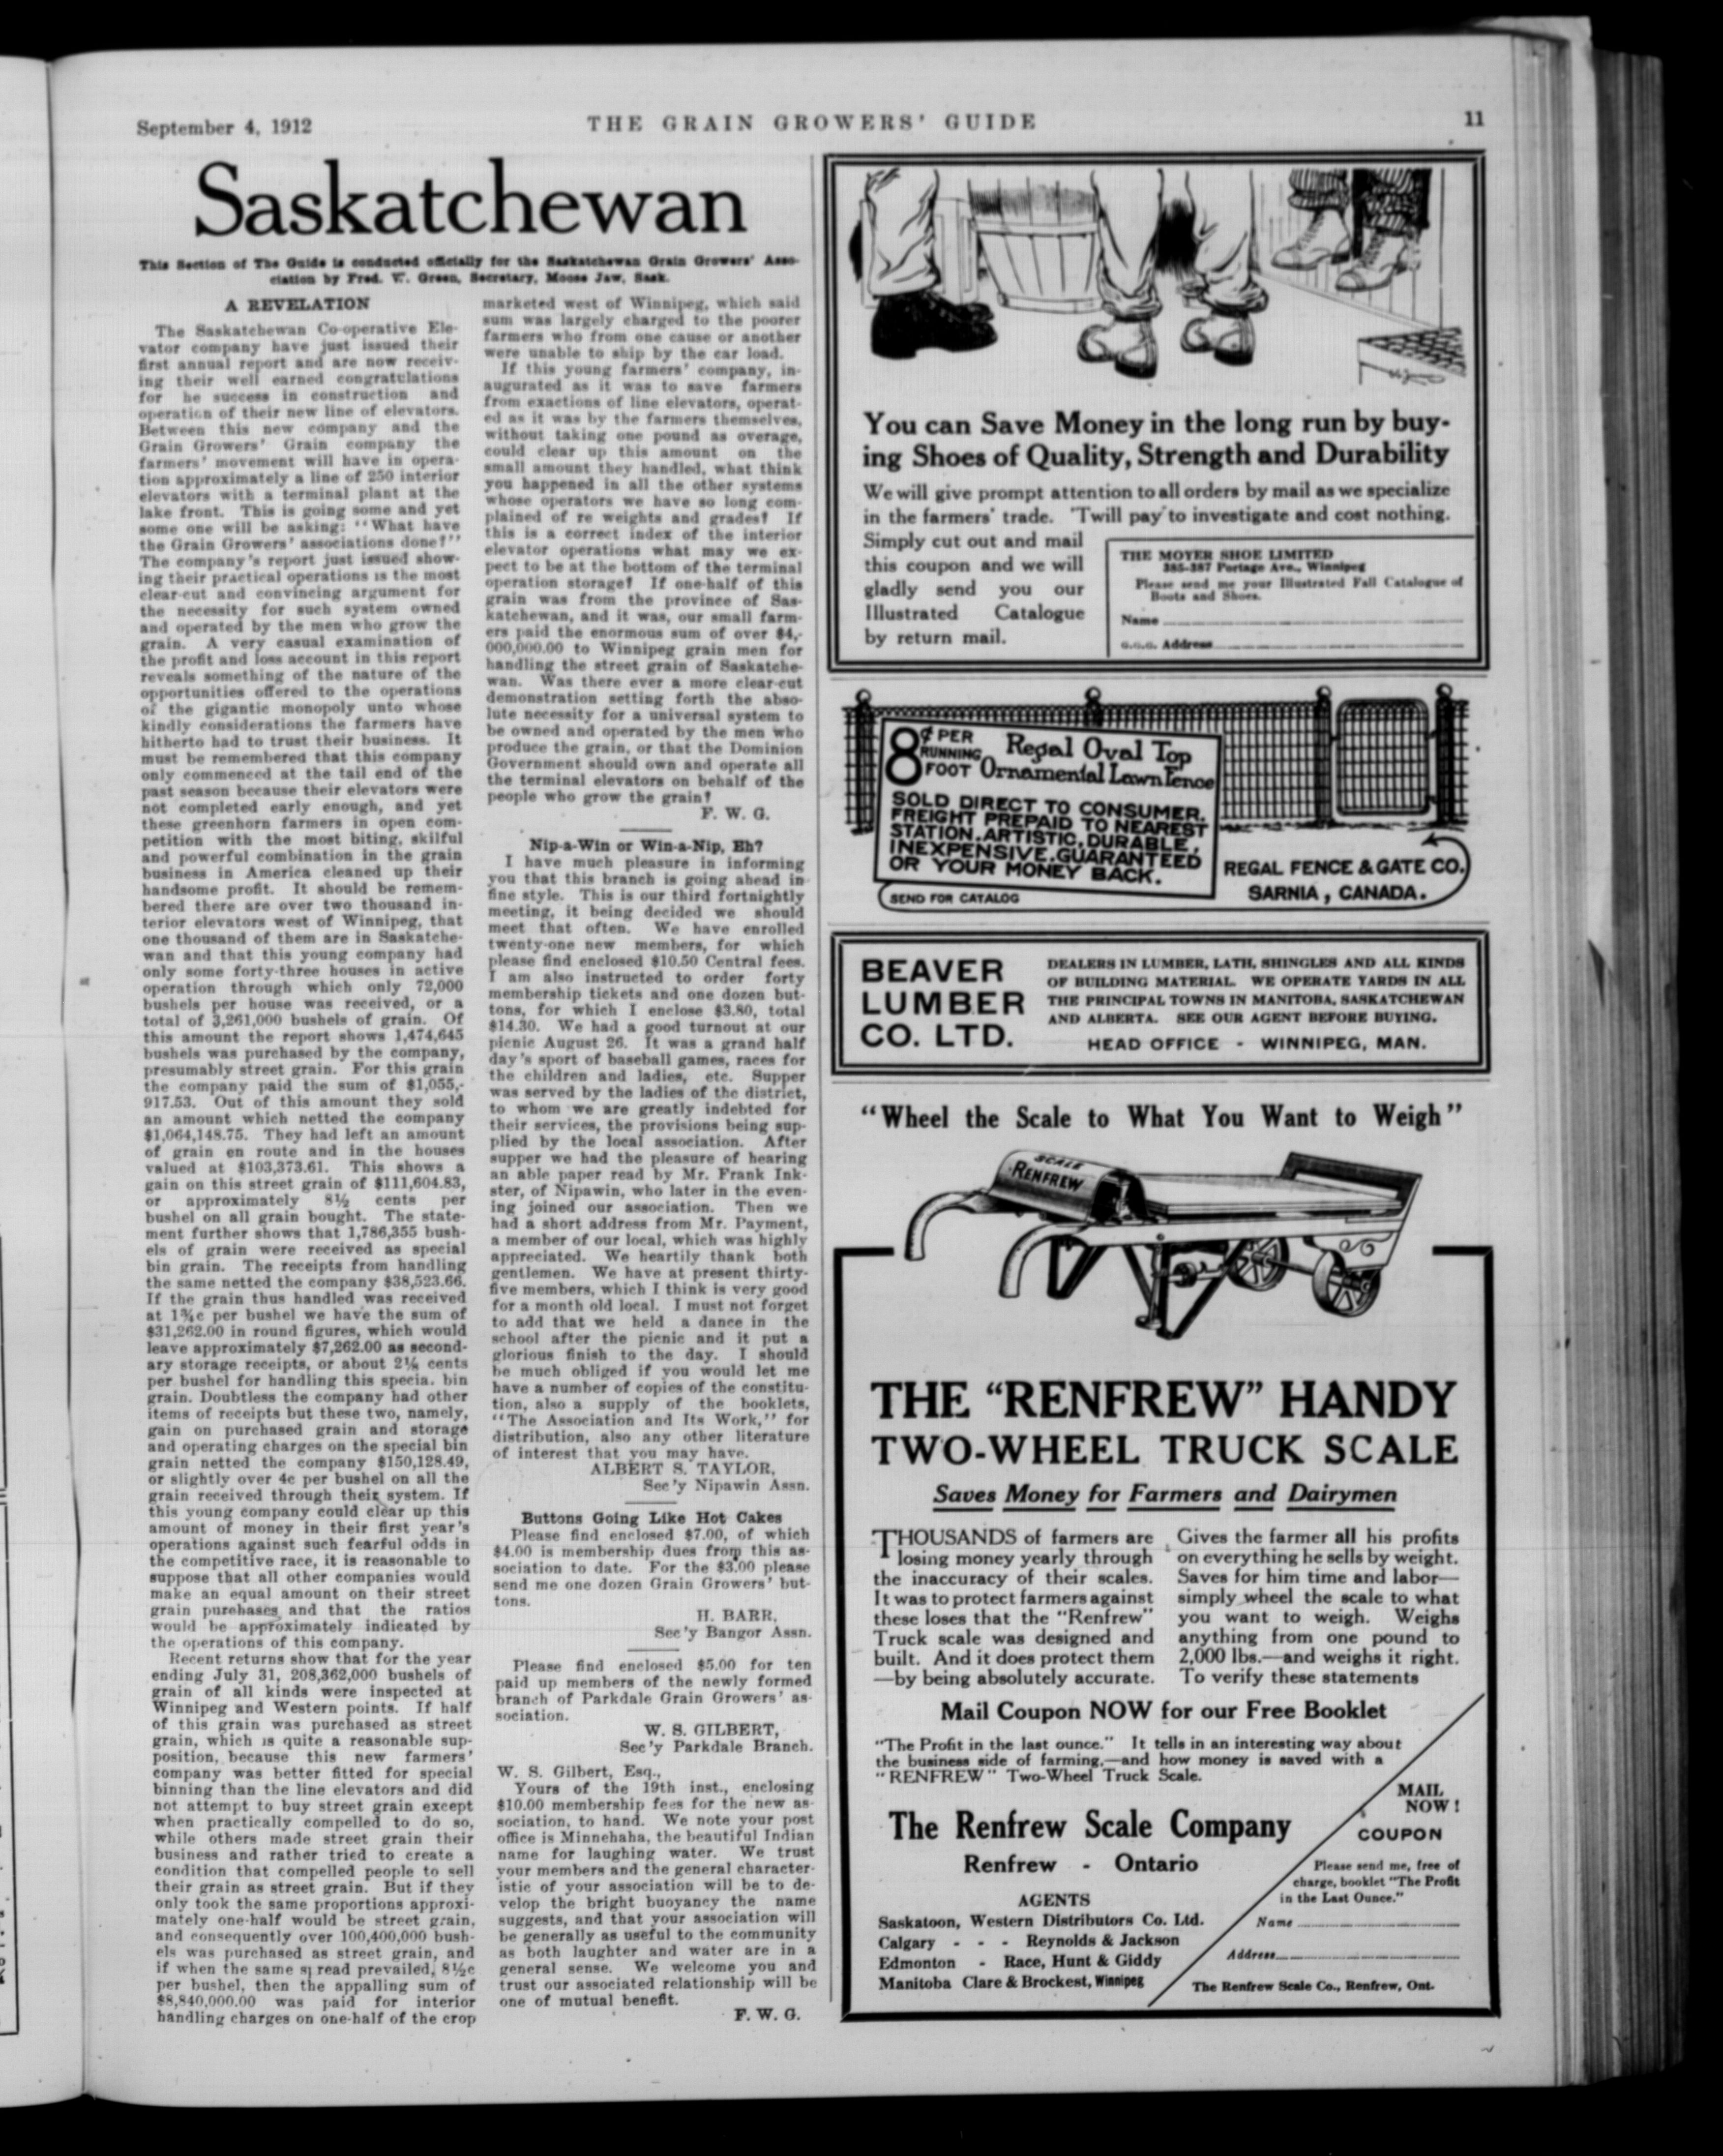 September 4, 1912
THE GRAIN GROWERS' GUIDE
11
Saskatchewan
This Section of The Guide is conducted officially for the Saskatchewan Grain Growers' Asso-
ciation by Fred. W. Green, Secretary, Moose Jaw, Sask.
A REVELATION
The Saskatchewan Co-operative Ele-
vator company have just issued their
first annual report and are now receiv-
ing their well earned congratulations
for he success in construction and
operation of their new line of elevators.
Between this new company and the
Grain Growers' Grain company the
farmers' movement will have in opera-
tion approximately a line of 250 interior
elevators with a terminal plant at the
lake front. This is going some and yet
some one will be asking: "What have
the Grain Growers' associations done?"
The company's report just issued show-
ing their practical operations is the most
clear-cut and convincing argument for
the necessity for such system owned
and operated by the men who grow the
grain. A very casual examination of
the profit and loss account in this report
reveals something of the nature of the
opportunities offered to the operations
of the gigantic monopoly unto whose
kindly considerations the farmers have
hitherto had to trust their business. It
must be remembered that this company
only commenced at the tail end of the
past season because their elevators were
not completed early enough, and yet
these greenhorn farmers in open com-
petition with the most biting, skilful
and powerful combination in the grain
business in America cleaned up their
handsome profit. It should be remem-
bered there are over two thousand in-
terior elevators west of Winnipeg, that
one thousand of them are in Saskatche-
wan and that this young company had
only some forty-three houses in active
operation through which only 72,000
bushels per house was received, or a
total of 3,261,000 bushels of grain. Of
this amount the report shows 1,474,645
bushels was purchased by the company,
presumably street grain. For this grain
the company paid the sum of $1,055,-
917.53. Out of this amount they sold
an amount which netted the company
$1,064,148.75. They had left an amount
of grain en route and in the houses
valued at $103,373.61. This shows a
gain on this street grain of $111,604.83,
or approximately 8½ cents per
bushel on all grain bought. The state-
ment further shows that 1,786,355 bush-
els of grain were received as special
bin grain. The receipts from handling
the same netted the company $38,523.66.
If the grain thus handled was received
at 1¾c per bushel we have the sum of
$31,262.00 in round figures, which would
leave approximately $7,262.00 as second-
ary storage receipts, or about 2⅛ cents
per bushel for handling this specia. bin
grain. Doubtless the company had other
items of receipts but these two, namely,
gain on purchased grain and storage
and operating charges on the special bin
grain netted the company $150,128.49,
or slightly over 4c per bushel on all the
grain received through their system. If
this young company could clear up this
amount of money in their first year's
operations against such fearful odds in
the competitive race, it is reasonable to
suppose that all other companies would
make an equal amount on their street
grain purchases and that the ratios
would be approximately indicated by
the operations of this company.
Recent returns show that for the year
ending July 31, 208,362,000 bushels of
grain of all kinds were inspected at
Winnipeg and Western points. If half
of this grain was purchased as street
grain, which is quite a reasonable sup-
position, because this new farmers'
company was better fitted for special
binning than the line elevators and did
not attempt to buy street grain except
when practically compelled to do so,
while others made street grain their
business and rather tried to create a
condition that compelled people to sell
their grain as street grain. But if they
only took the same proportions approxi-
mately one-half would be street grain,
and consequently over 100,400,000 bush-
els was purchased as street grain, and
if when the same spread prevailed, 8½c
per bushel, then the appalling sum of
$8,840,000.00 was paid for interior
handling charges on one-half of the crop
marketed west of Winnipeg, which said
sum was largely charged to the poorer
farmers who from one cause or another
were unable to ship by the car load.
If this young farmers' company, in-
augurated as it was to save farmers
from exactions of line elevators, operat-
ed as it was by the farmers themselves,
without taking one pound as overage,
could clear up this amount on the
small amount they handled, what think
you happened in all the other systems
whose operators we have so long com-
plained of re weights and grades? If
this is a correct index of the interior
elevator operations what may we ex-
pect to be at the bottom of the terminal
operation storage? If one-half of this
grain was from the province of Sas-
katchewan, and it was, our small farm-
ers paid the enormous sum of over $4,-
000,000.00 to Winnipeg grain men for
handling the street grain of Saskatche-
wan. Was there ever a more clear-cut
demonstration setting forth the abso-
lute necessity for a universal system to
be owned and operated by the men who
produce the grain, or that the Dominion
Government should own and operate all
the terminal elevators on behalf of the
people who grow the grain?
F. W. G.
Nip-a-Win or Win-a-Nip, Eh?
I have much pleasure in informing
you that this branch is going ahead in
fine style. This is our third fortnightly
meeting, it being decided we should
meet that often. We have enrolled
twenty-one new members, for which
please find enclosed $10.50 Central fees.
I am also instructed to order forty
membership tickets and one dozen but-
tons, for which I enclose $3.80, total
$14.30. We had a good turnout at our
picnic August 26. It was a grand half
day's sport of baseball games, races for
the children and ladies, etc. Supper
was served by the ladies of the district,
to whom we are greatly indebted for
their services, the provisions being sup-
plied by the local association. After
supper we had the pleasure of hearing
an able paper read by Mr. Frank Ink-
ster, of Nipawin, who later in the even-
ing joined our association. Then we
had a short address from Mr. Payment,
a member of our local, which was highly
appreciated. We heartily thank both
gentlemen. We have at present thirty-
five members, which I think is very good
for a month old local. I must not forget
to add that we held a dance in the
school after the picnic and it put a
glorious finish to the day. I should
be much obliged if you would let me
have a number of copies of the constitu-
tion, also a supply of the booklets,
"The Association and Its Work," for
distribution, also any other literature
of interest that you may have.
ALBERT S. TAYLOR,
Sec'y Nipawin Assn.
Buttons Going Like Hot Cakes
Please find enclosed $7.00, of which
$4.00 is membership dues from this as-
sociation to date. For the $3.00 please
send me one dozen Grain Growers' but-
tons.
H. BARR,
Sec'y Bangor Assn.
Please find enclosed $5.00 for ten
paid up members of the newly formed
branch of Parkdale Grain Growers' as-
sociation.
W. S. GILBERT,
Sec'y Parkdale Branch.
W. S. Gilbert, Esq.,
Yours of the 19th inst., enclosing
$10.00 membership fees for the new as-
sociation, to hand. We note your post
office is Minnehaha, the beautiful Indian
name for laughing water. We trust
your members and the general character-
istic of your association will be to de-
velop the bright buoyancy the name
suggests, and that your association will
be generally as useful to the community
as both laughter and water are in a
general sense. We welcome you and
trust our associated relationship will be
one of mutual benefit.
F. W. G.
You can Save Money in the long run by buy-
ing Shoes of Quality, Strength and Durability
We will give prompt attention to all orders by mail as we specialize
in the farmers' trade. 'Twill pay to investigate and cost nothing.
Simply cut out and mail
this coupon and we will
gladly send you our
Illustrated Catalogue
by return mail.
THE MOYER SHOE LIMITED
385-387 Portage Ave., Winnipeg
Please send me your Illustrated Fall Catalogue of
Boots and Shoes.
Name
G.G.G. Address
8¢ PER
RUNNING
FOOT
Regal Oval Top
Ornamental Lawn Fence
SOLD DIRECT TO CONSUMER.
FREIGHT PREPAID TO NEAREST
STATION. ARTISTIC, DURABLE,
INEXPENSIVE. GUARANTEED
OR YOUR MONEY BACK.
SEND FOR CATALOG
REGAL FENCE & GATE CO.
SARNIA, CANADA.
BEAVER
LUMBER
CO. LTD.
DEALERS IN LUMBER, LATH, SHINGLES AND ALL KINDS
OF BUILDING MATERIAL. WE OPERATE YARDS IN ALL
THE PRINCIPAL TOWNS IN MANITOBA, SASKATCHEWAN
AND ALBERTA. SEE OUR AGENT BEFORE BUYING.
HEAD OFFICE - WINNIPEG, MAN.
"Wheel the Scale to What You Want to Weigh"
SCALE
RENFREW
THE "RENFREW" HANDY
TWO-WHEEL TRUCK SCALE
Saves Money for Farmers and Dairymen
THOUSANDS of farmers are
losing money yearly through
the inaccuracy of their scales.
It was to protect farmers against
these loses that the "Renfrew"
Truck scale was designed and
built. And it does protect them
—by being absolutely accurate.
Gives the farmer all his profits
on everything he sells by weight.
Saves for him time and labor—
simply wheel the scale to what
you want to weigh. Weighs
anything from one pound to
2,000 lbs.—and weighs it right.
To verify these statements
Mail Coupon NOW for our Free Booklet
"The Profit in the last ounce." It tells in an interesting way about
the business side of farming,—and how money is saved with a
"RENFREW" Two-Wheel Truck Scale.
The Renfrew Scale Company
Renfrew - Ontario
AGENTS
Saskatoon, Western Distributors Co. Ltd.
Calgary - - - Reynolds & Jackson
Edmonton - Race, Hunt & Giddy
Manitoba Clare & Brockest, Winnipeg
MAIL
NOW!
COUPON
Please send me, free of
charge, booklet "The Profit
in the Last Ounce."
Name
Address
The Renfrew Scale Co., Renfrew, Ont.